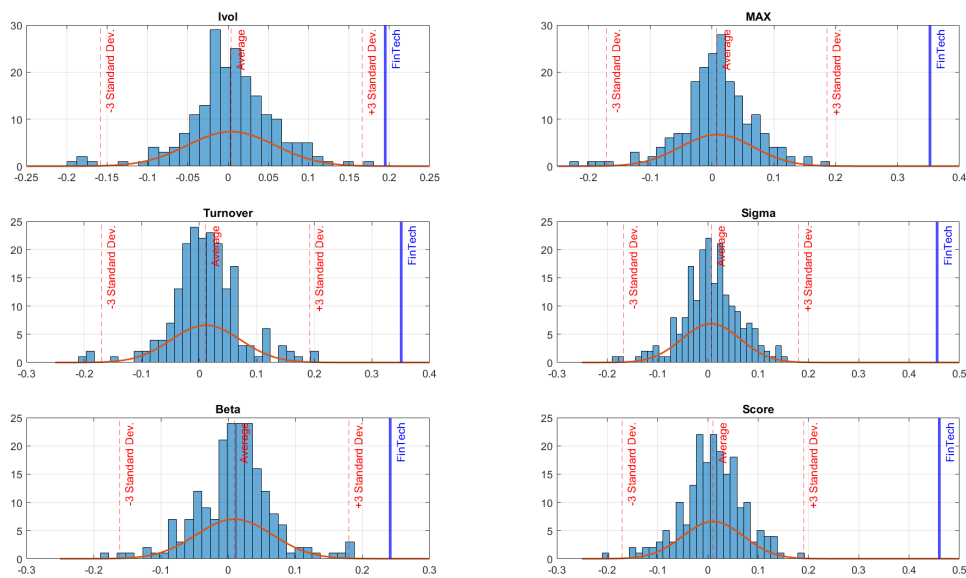 Ivol
30
20
10
0
-0.25 -0.2 -0.15 -0.1 -0.05 0 0.05 0.1 0.15 0.2 0.25
-3 Standard Dev.
Average
+3 Standard Dev.
FinTech
MAX
30
20
10
0
-0.2 -0.1 0 0.1 0.2 0.3 0.4
-3 Standard Dev.
Average
+3 Standard Dev.
FinTech
Turnover
25
20
15
10
5
0
-0.3 -0.2 -0.1 0 0.1 0.2 0.3 0.4
-3 Standard Dev.
Average
+3 Standard Dev.
FinTech
Sigma
25
20
15
10
5
0
-0.3 -0.2 -0.1 0 0.1 0.2 0.3 0.4 0.5
-3 Standard Dev.
Average
+3 Standard Dev.
FinTech
Beta
25
20
15
10
5
0
-0.3 -0.2 -0.1 0 0.1 0.2 0.3
-3 Standard Dev.
Average
+3 Standard Dev.
FinTech
Score
25
20
15
10
5
0
-0.3 -0.2 -0.1 0 0.1 0.2 0.3 0.4 0.5
-3 Standard Dev.
Average
+3 Standard Dev.
FinTech